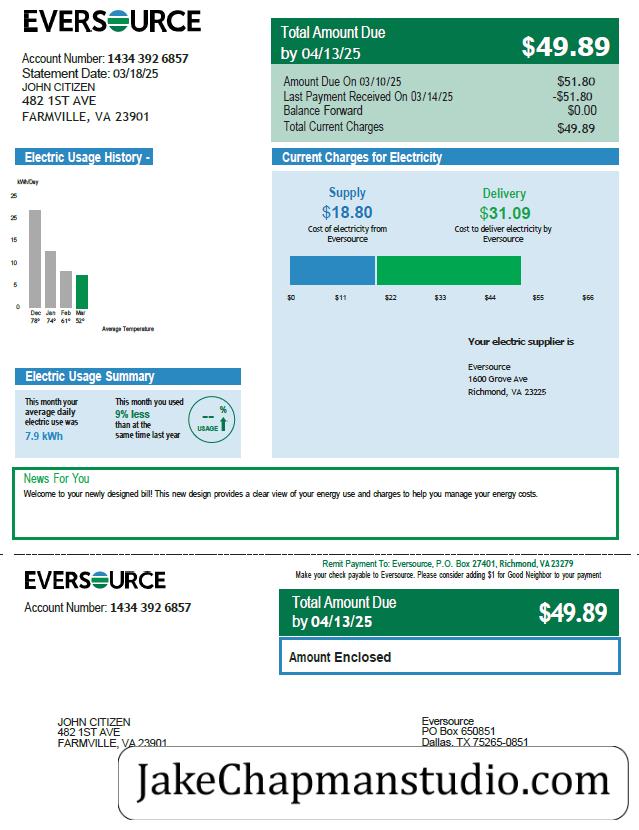 EVERSOURCE
Account Number: 1434 392 6857
Statement Date: 03/18/25
JOHN CITIZEN
482 1ST AVE
FARMVILLE, VA 23901
Total Amount Due
by 04/13/25
$49.89
Amount Due On 03/10/25 $51.80
Last Payment Received On 03/14/25 -$51.80
Balance Forward $0.00
Total Current Charges $49.89
Electric Usage History -
kWh/Day
25
25
15
10
5
0
Dec Jan Feb Mar
78° 74° 61° 52°
Average Temperature
Current Charges for Electricity
Supply
$18.80
Cost of electricity from
Eversource
Delivery
$31.09
Cost to deliver electricity by
Eversource
$0 $11 $22 $33 $44 $55 $66
Your electric supplier is
Eversource
1600 Grove Ave
Richmond, VA 23225
Electric Usage Summary
This month your
average daily
electric use was
7.9 kWh
This month you used
9% less
than at the
same time last year
-- %
USAGE
News For You
Welcome to your newly designed bill! This new design provides a clear view of your energy use and charges to help you manage your energy costs.
Remit Payment To: Eversource, P.O. Box 27401, Richmond, VA 23279
Make your check payable to Eversource. Please consider adding $1 for Good Neighbor to your payment
EVERSOURCE
Account Number: 1434 392 6857
Total Amount Due
by 04/13/25
$49.89
Amount Enclosed
JOHN CITIZEN
482 1ST AVE
FARMVILLE, VA 23901
Eversource
PO Box 650851
Dallas, TX 75265-0851
JakeChapmanstudio.com